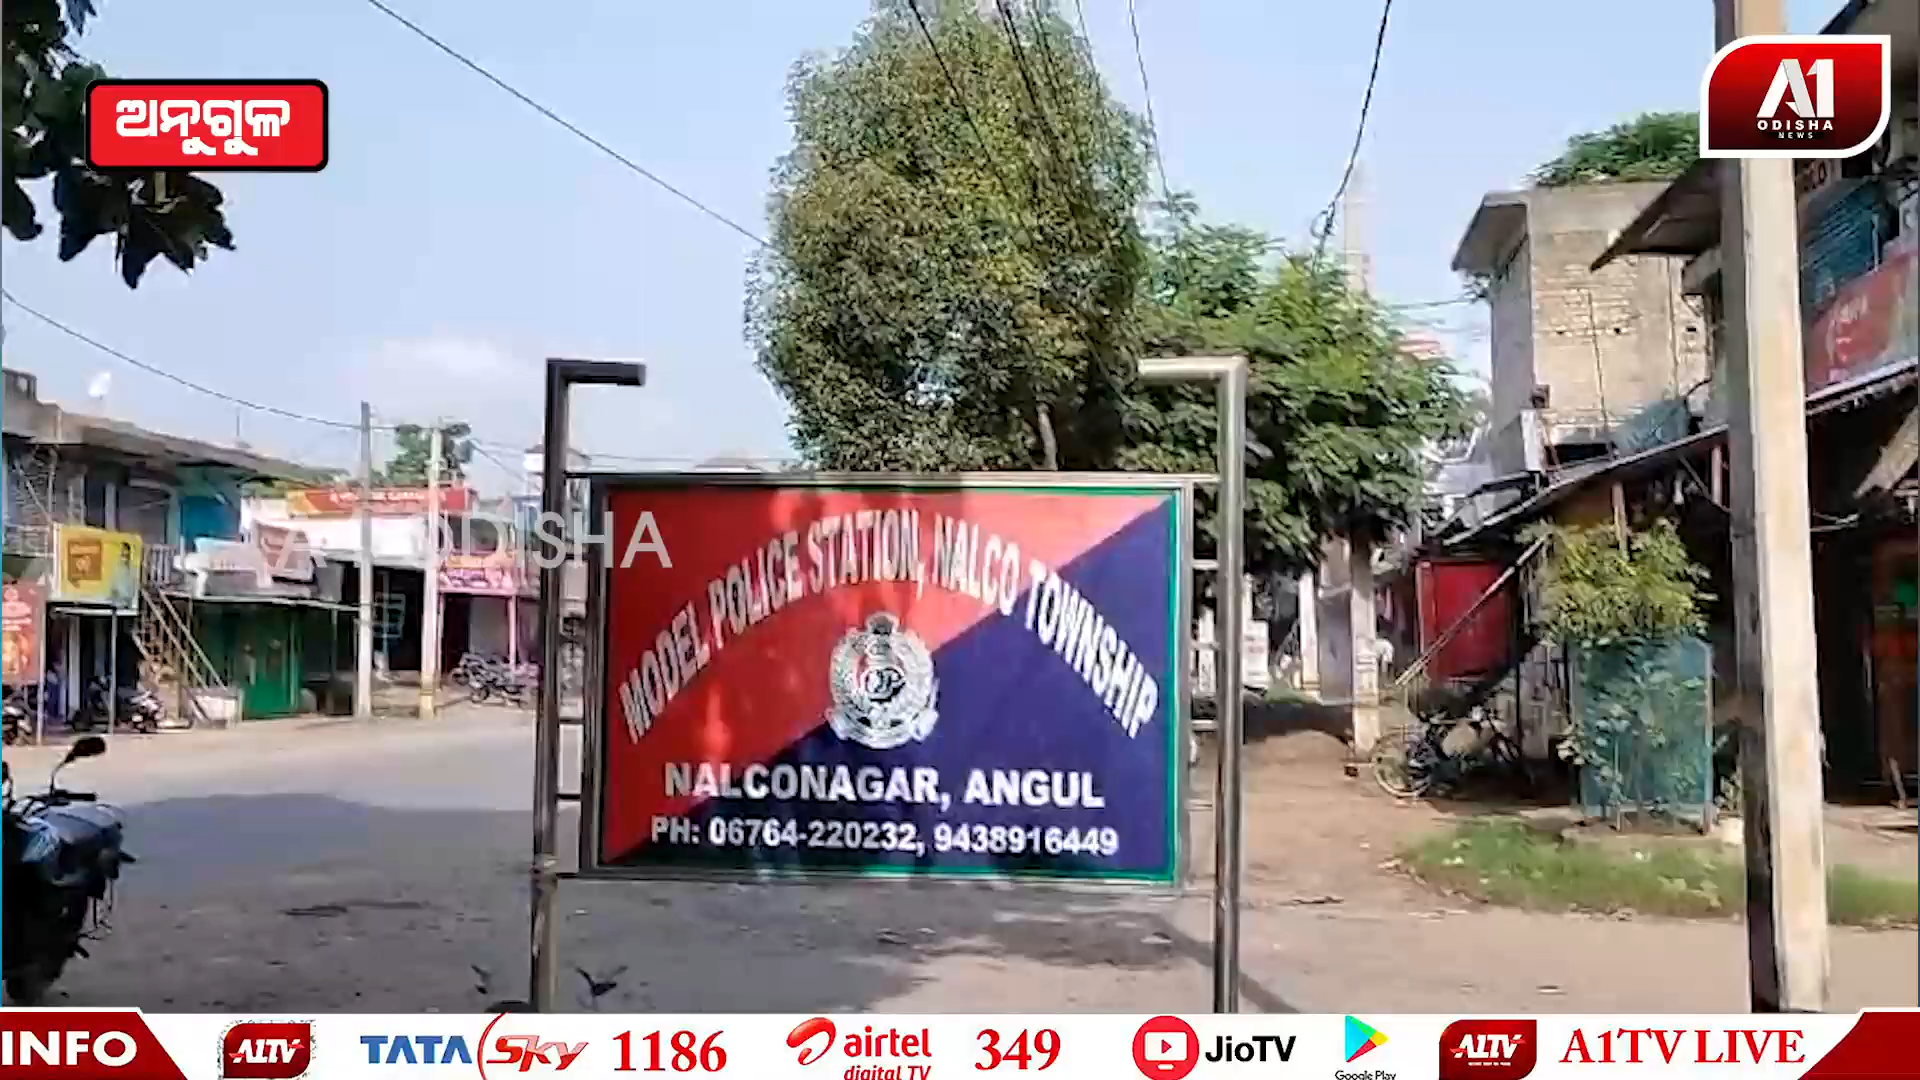 ଅନୁଗୁଳ
A1
ODISHA
NEWS
A1 ODISHA
MODEL POLICE STATION, NALCO TOWNSHIP
NALCONAGAR, ANGUL
PH: 06764-220232, 9438916449
INFO A1TV TATA Sky 1186 airtel digital TV 349 JioTV Google Play A1TV A1TV LIVE